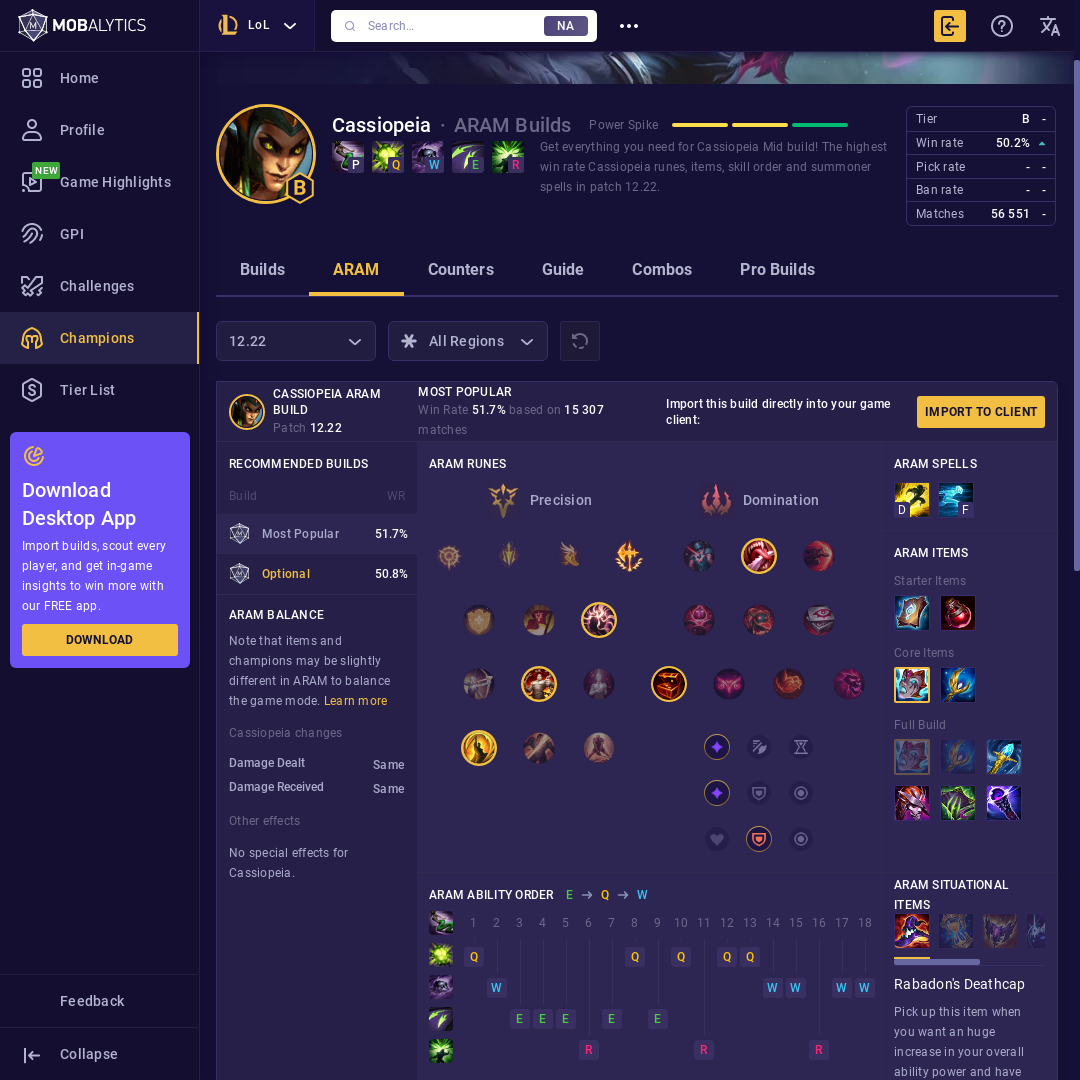 MOBALYTICS
LoL
Search...
NA
Home
Profile
NEW
Game Highlights
GPI
Challenges
Champions
Tier List
Download
Desktop App
Import builds, scout every
player, and get in-game
insights to win more with
our FREE app.
DOWNLOAD
Feedback
Collapse
B
Cassiopeia · ARAM Builds
Power Spike
P
Q
W
E
R
Get everything you need for Cassiopeia Mid build! The highest
win rate Cassiopeia runes, items, skill order and summoner
spells in patch 12.22.
Tier B -
Win rate 50.2%
Pick rate - -
Ban rate - -
Matches 56 551 -
Builds
ARAM
Counters
Guide
Combos
Pro Builds
12.22
All Regions
CASSIOPEIA ARAM
BUILD
Patch 12.22
MOST POPULAR
Win Rate 51.7% based on 15 307
matches
Import this build directly into your game
client:
IMPORT TO CLIENT
RECOMMENDED BUILDS
Build WR
Most Popular 51.7%
Optional 50.8%
ARAM BALANCE
Note that items and
champions may be slightly
different in ARAM to balance
the game mode. Learn more
Cassiopeia changes
Damage Dealt Same
Damage Received Same
Other effects
No special effects for
Cassiopeia.
ARAM RUNES
Precision
Domination
ARAM SPELLS
D
F
ARAM ITEMS
Starter Items
Core Items
Full Build
ARAM ABILITY ORDER E → Q → W
1 2 3 4 5 6 7 8 9 10 11 12 13 14 15 16 17 18
Q Q Q Q Q
W W W W W
E E E E E
R R R
ARAM SITUATIONAL
ITEMS
Rabadon's Deathcap
Pick up this item when
you want an huge
increase in your overall
ability power and have